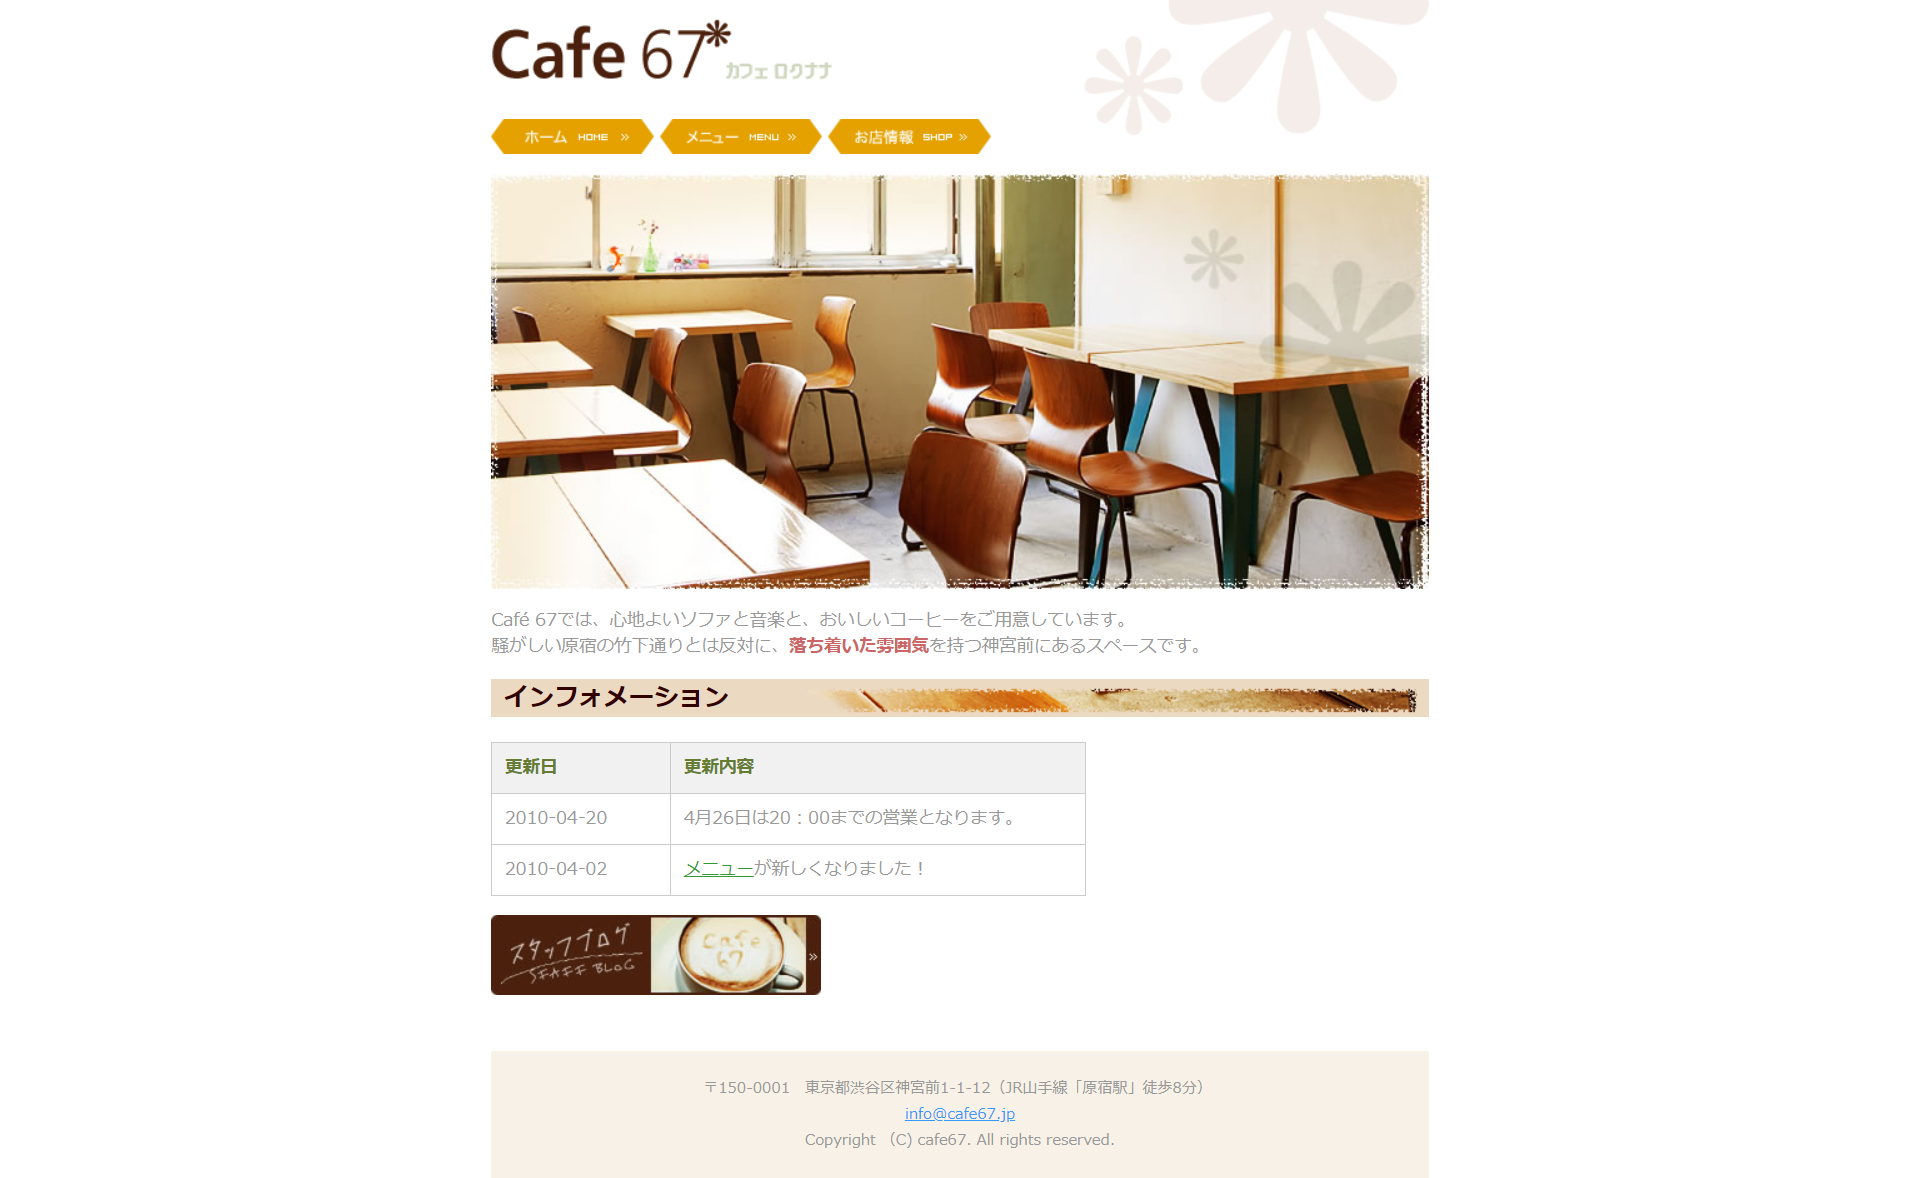 Cafe 67* カフェ ロクナナ
ホーム HOME »
メニュー MENU »
お店情報 SHOP »
Café 67では、心地よいソファと音楽と、おいしいコーヒーをご用意しています。
騒がしい原宿の竹下通りとは反対に、落ち着いた雰囲気を持つ神宮前にあるスペースです。
インフォメーション
更新日 更新内容
2010-04-20 4月26日は20：00までの営業となります。
2010-04-02 メニューが新しくなりました！
スタッフブログ
STAFF BLOG
Cafe
67
»
〒150-0001　東京都渋谷区神宮前1-1-12（JR山手線「原宿駅」徒歩8分）
info@cafe67.jp
Copyright （C) cafe67. All rights reserved.